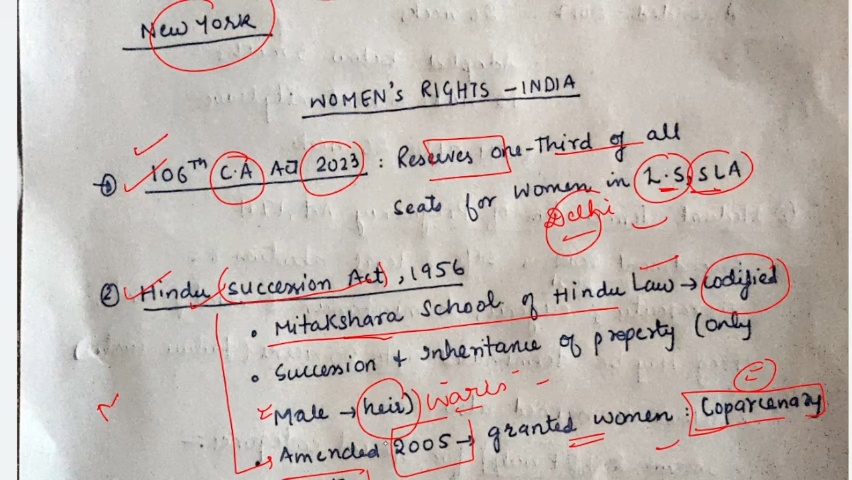 New York
WOMEN'S RIGHTS - INDIA
① 106TH C.A Act 2023 : Reserves one-Third of all
seats for women in L.S, SLA
Delhi
② Hindu Succession Act, 1956
• Mitakshara School of Hindu Law → codified
• Succession & Inheritance of property (only
Male → heir) wares
• Amended 2005 → granted women : Coparcenary